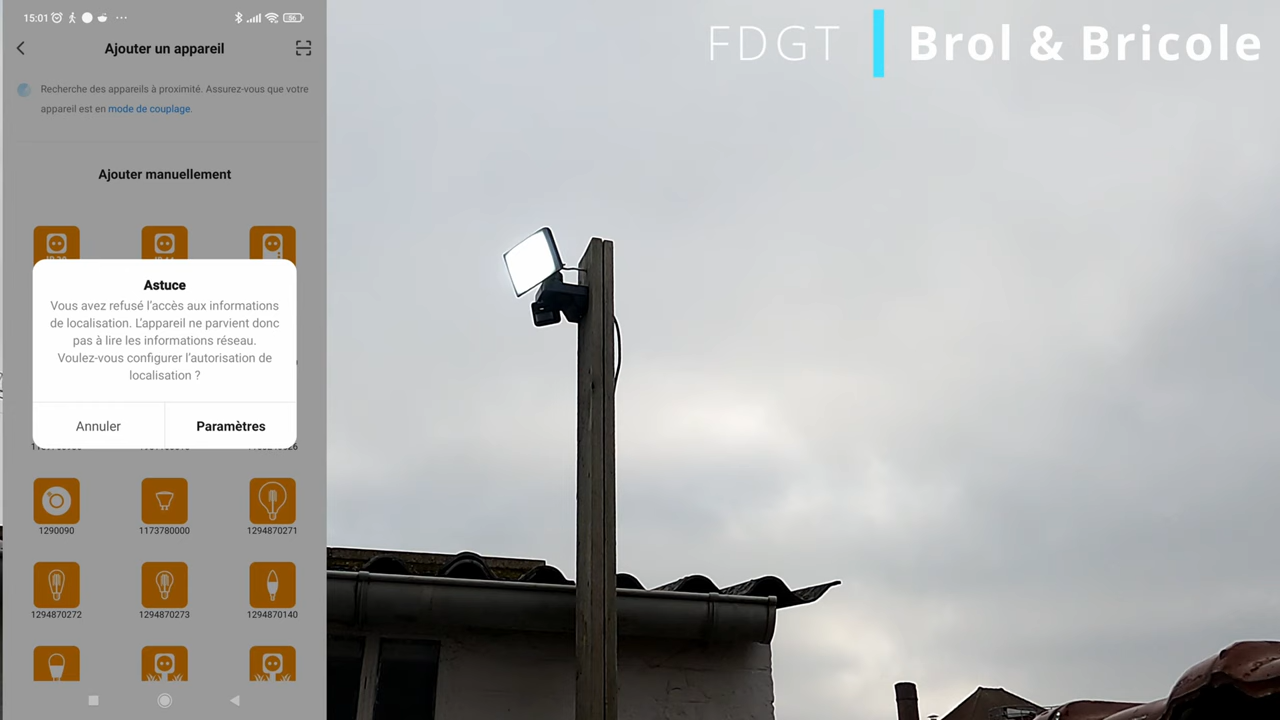 15:01
95
Ajouter un appareil
Recherche des appareils à proximité. Assurez-vous que votre
appareil est en mode de couplage.
Ajouter manuellement
Astuce
Vous avez refusé l'accès aux informations
de localisation. L'appareil ne parvient donc
pas à lire les informations réseau.
Voulez-vous configurer l'autorisation de
localisation ?
Annuler
Paramètres
1290090
1173780000
1294870271
1294870272
1294870273
1294870140
FDGT
Brol & Bricole